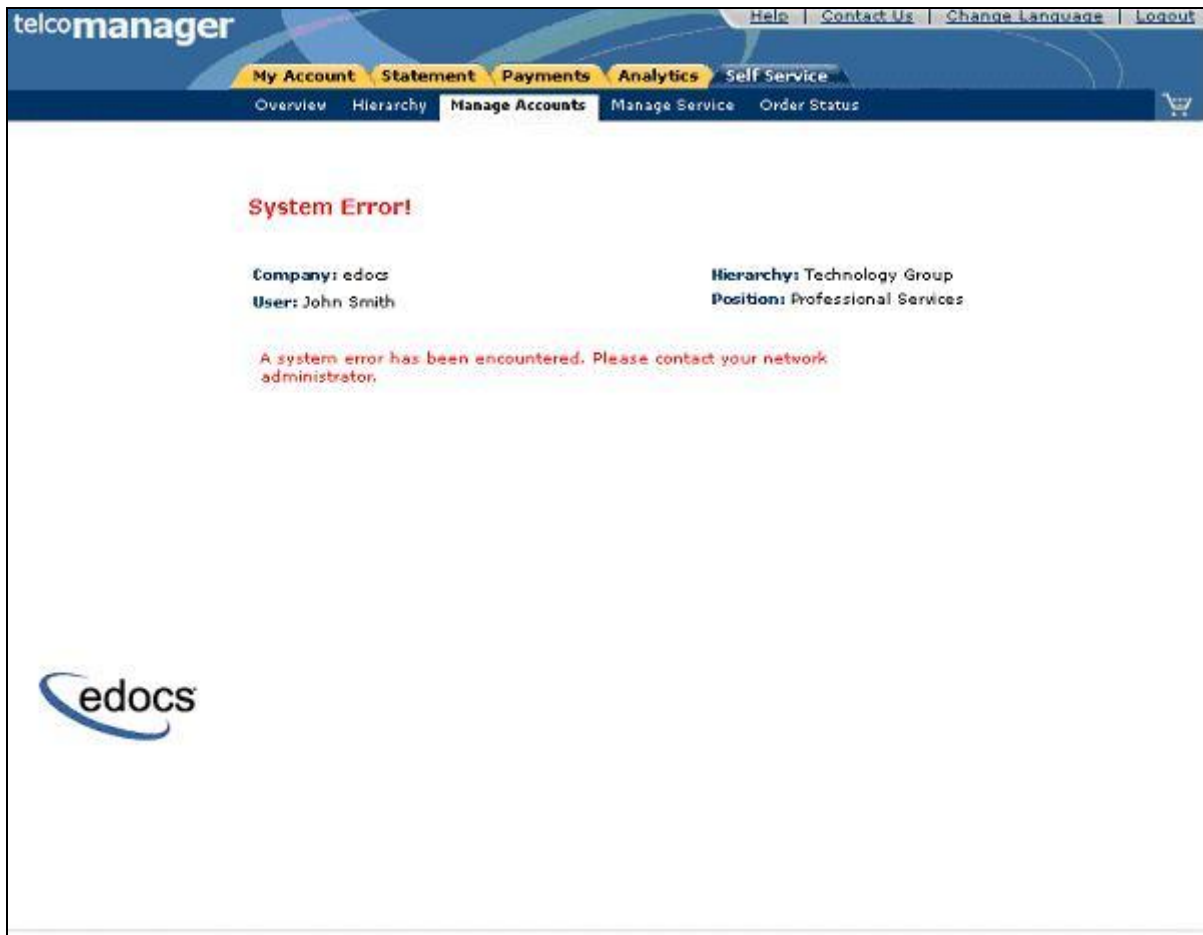 telcomanager
Help | Contact Us | Change Language | Logout
My Account Statement Payments Analytics Self Service
Overview Hierarchy Manage Accounts Manage Service Order Status
System Error!
Company: edocs Hierarchy: Technology Group
User: John Smith Position: Professional Services
A system error has been encountered. Please contact your network
administrator.
edocs